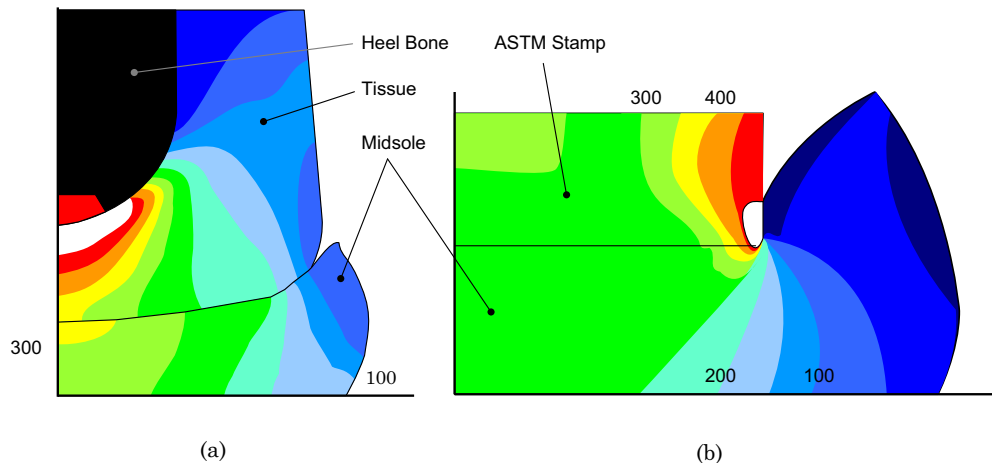 Heel Bone
ASTM Stamp
Tissue
300 400
Midsole
300
100
200 100
(a)
(b)